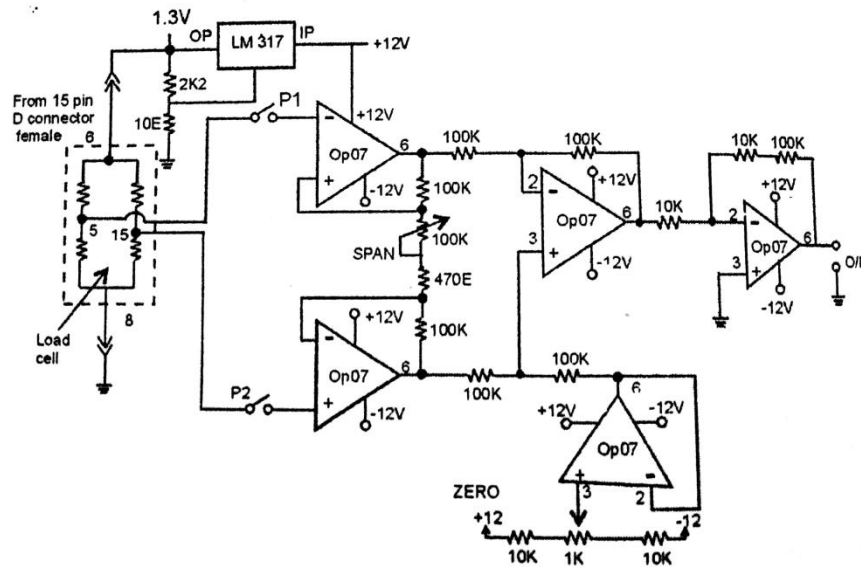 1.3V
OP
LM 317
IP
+12V
From 15 pin
D connector
female
6
2K2
10E
P1
-
+12V
6
Op07
+
-12V
100K
100K
100K
5
15
SPAN
100K
470E
100K
8
Load
cell
-
+12V
Op07
6
+
-12V
P2
100K
2
-
+12V
Op07
6
3
+
-12V
10K
10K
100K
2
-
+12V
Op07
6
3
+
-12V
100K
6
+12V
-12V
Op07
+
-
3
2
ZERO
+12
-12
10K
1K
10K